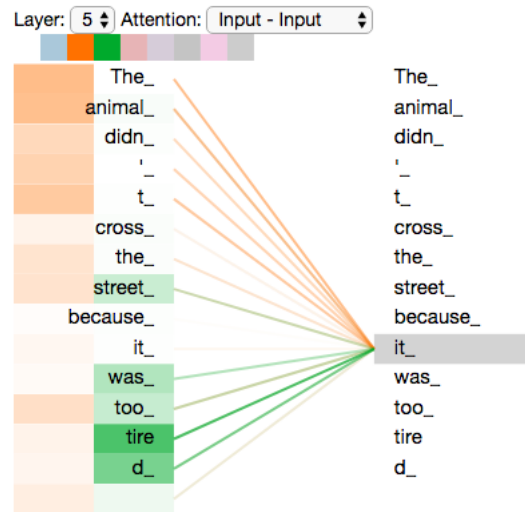 Layer: 5 Attention: Input - Input
The_ The_
animal_ animal_
didn_ didn_
'_ '_
t_ t_
cross_ cross_
the_ the_
street_ street_
because_ because_
it_ it_
was_ was_
too_ too_
tire tire
d_ d_